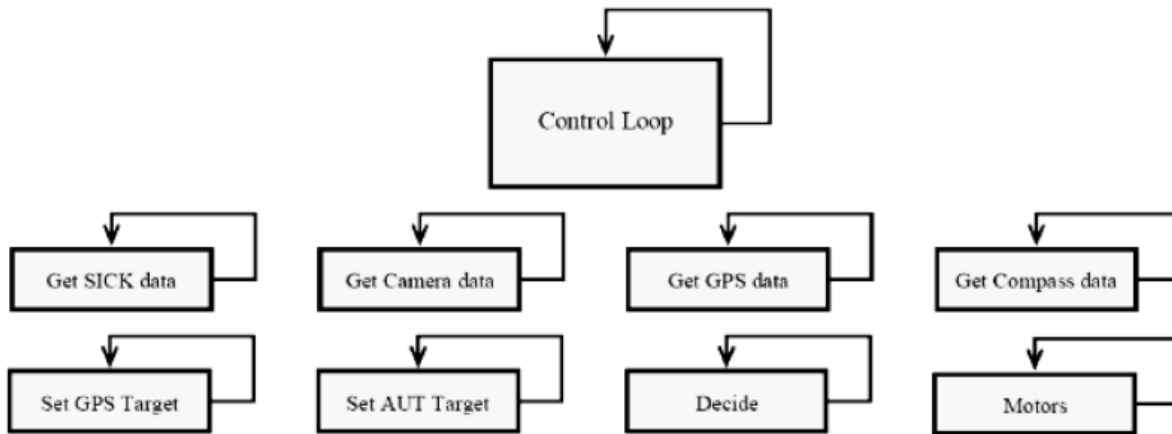 Control Loop
Get SICK data
Get Camera data
Get GPS data
Get Compass data
Set GPS Target
Set AUT Target
Decide
Motors